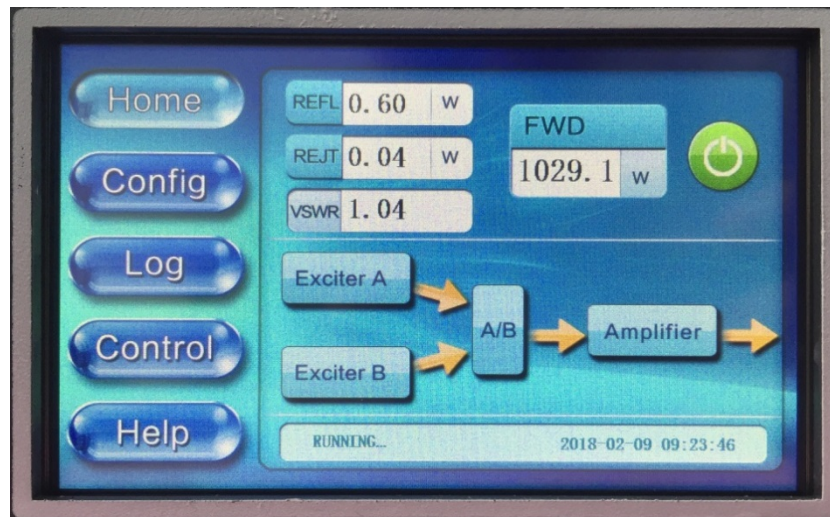 Home
Config
Log
Control
Help
REFL 0.60 W
REJT 0.04 W
VSWR 1.04
FWD
1029.1 W
Exciter A
Exciter B
A/B
Amplifier
RUNNING... 2018-02-09 09:23:46